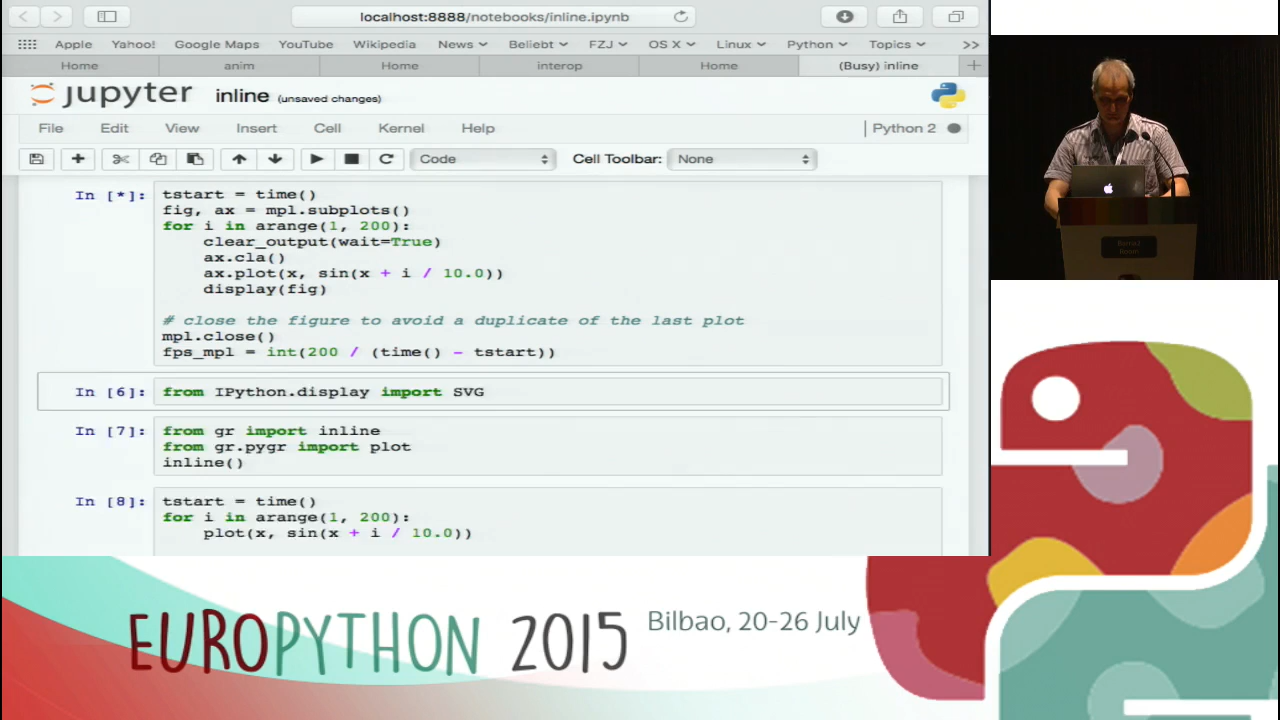 localhost:8888/notebooks/inline.ipynb
Apple Yahoo! Google Maps YouTube Wikipedia News Beliebt FZJ OS X Linux Python Topics >>
Home anim Home interop Home (Busy) inline +
jupyter inline (unsaved changes)
File Edit View Insert Cell Kernel Help Python 2
Code Cell Toolbar: None
In [*]: tstart = time()
fig, ax = mpl.subplots()
for i in arange(1, 200):
clear_output(wait=True)
ax.cla()
ax.plot(x, sin(x + i / 10.0))
display(fig)
# close the figure to avoid a duplicate of the last plot
mpl.close()
fps_mpl = int(200 / (time() - tstart))
In [6]: from IPython.display import SVG
In [7]: from gr import inline
from gr.pygr import plot
inline()
In [8]: tstart = time()
for i in arange(1, 200):
plot(x, sin(x + i / 10.0))
EUROPYTHON 2015 Bilbao, 20-26 July